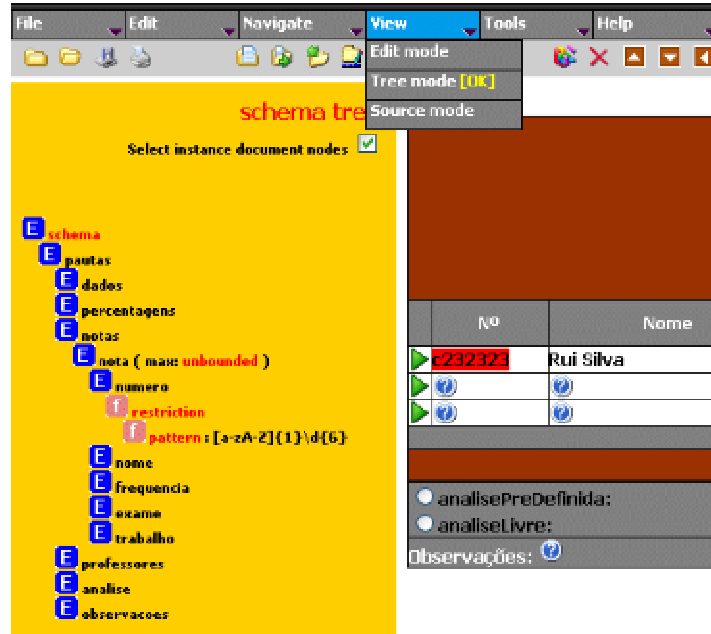 File Edit Navigate View Tools Help
Edit mode
Tree mode [OK]
Source mode
schema tre
Select instance document nodes
E schema
E pautas
E dados
E percentagens
E notas
E nota ( max: unbounded )
E numero
f restriction
f pattern : [a-zA-Z]{1}\d{6}
E nome
E frequencia
E exame
E trabalho
E professores
E analise
E observacoes
Nº Nome
c232323 Rui Silva
analisePreDefinida:
analiseLivre:
Observações: